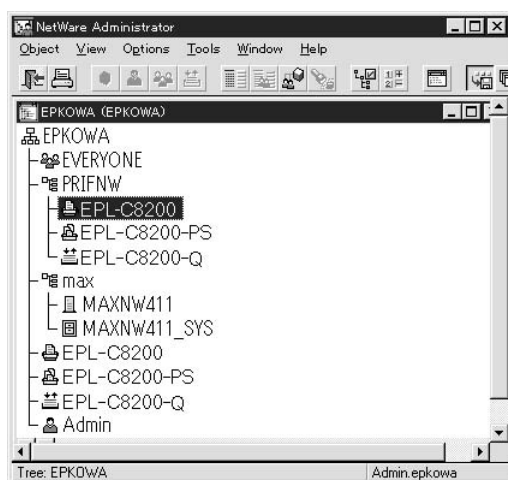 NetWare Administrator
Object View Options Tools Window Help
EPKOWA (EPKOWA)
EPKOWA
EVERYONE
PRIFNW
EPL-C8200
EPL-C8200-PS
EPL-C8200-Q
max
MAXNW411
MAXNW411_SYS
EPL-C8200
EPL-C8200-PS
EPL-C8200-Q
Admin
Tree: EPKOWA Admin.epkowa